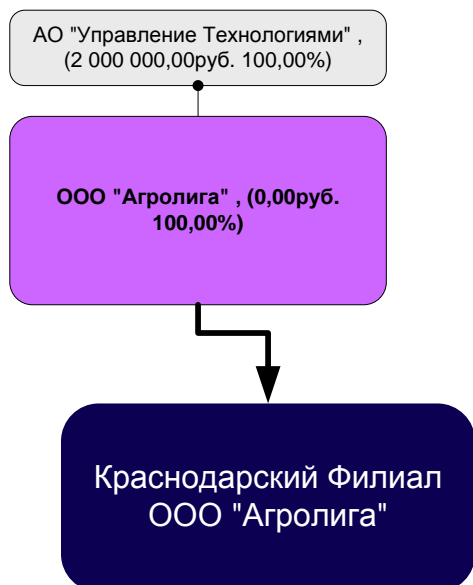 АО "Управление Технологиями" ,
(2 000 000,00руб. 100,00%)
ООО "Агролига" , (0,00руб.
100,00%)
Краснодарский Филиал
ООО "Агролига"